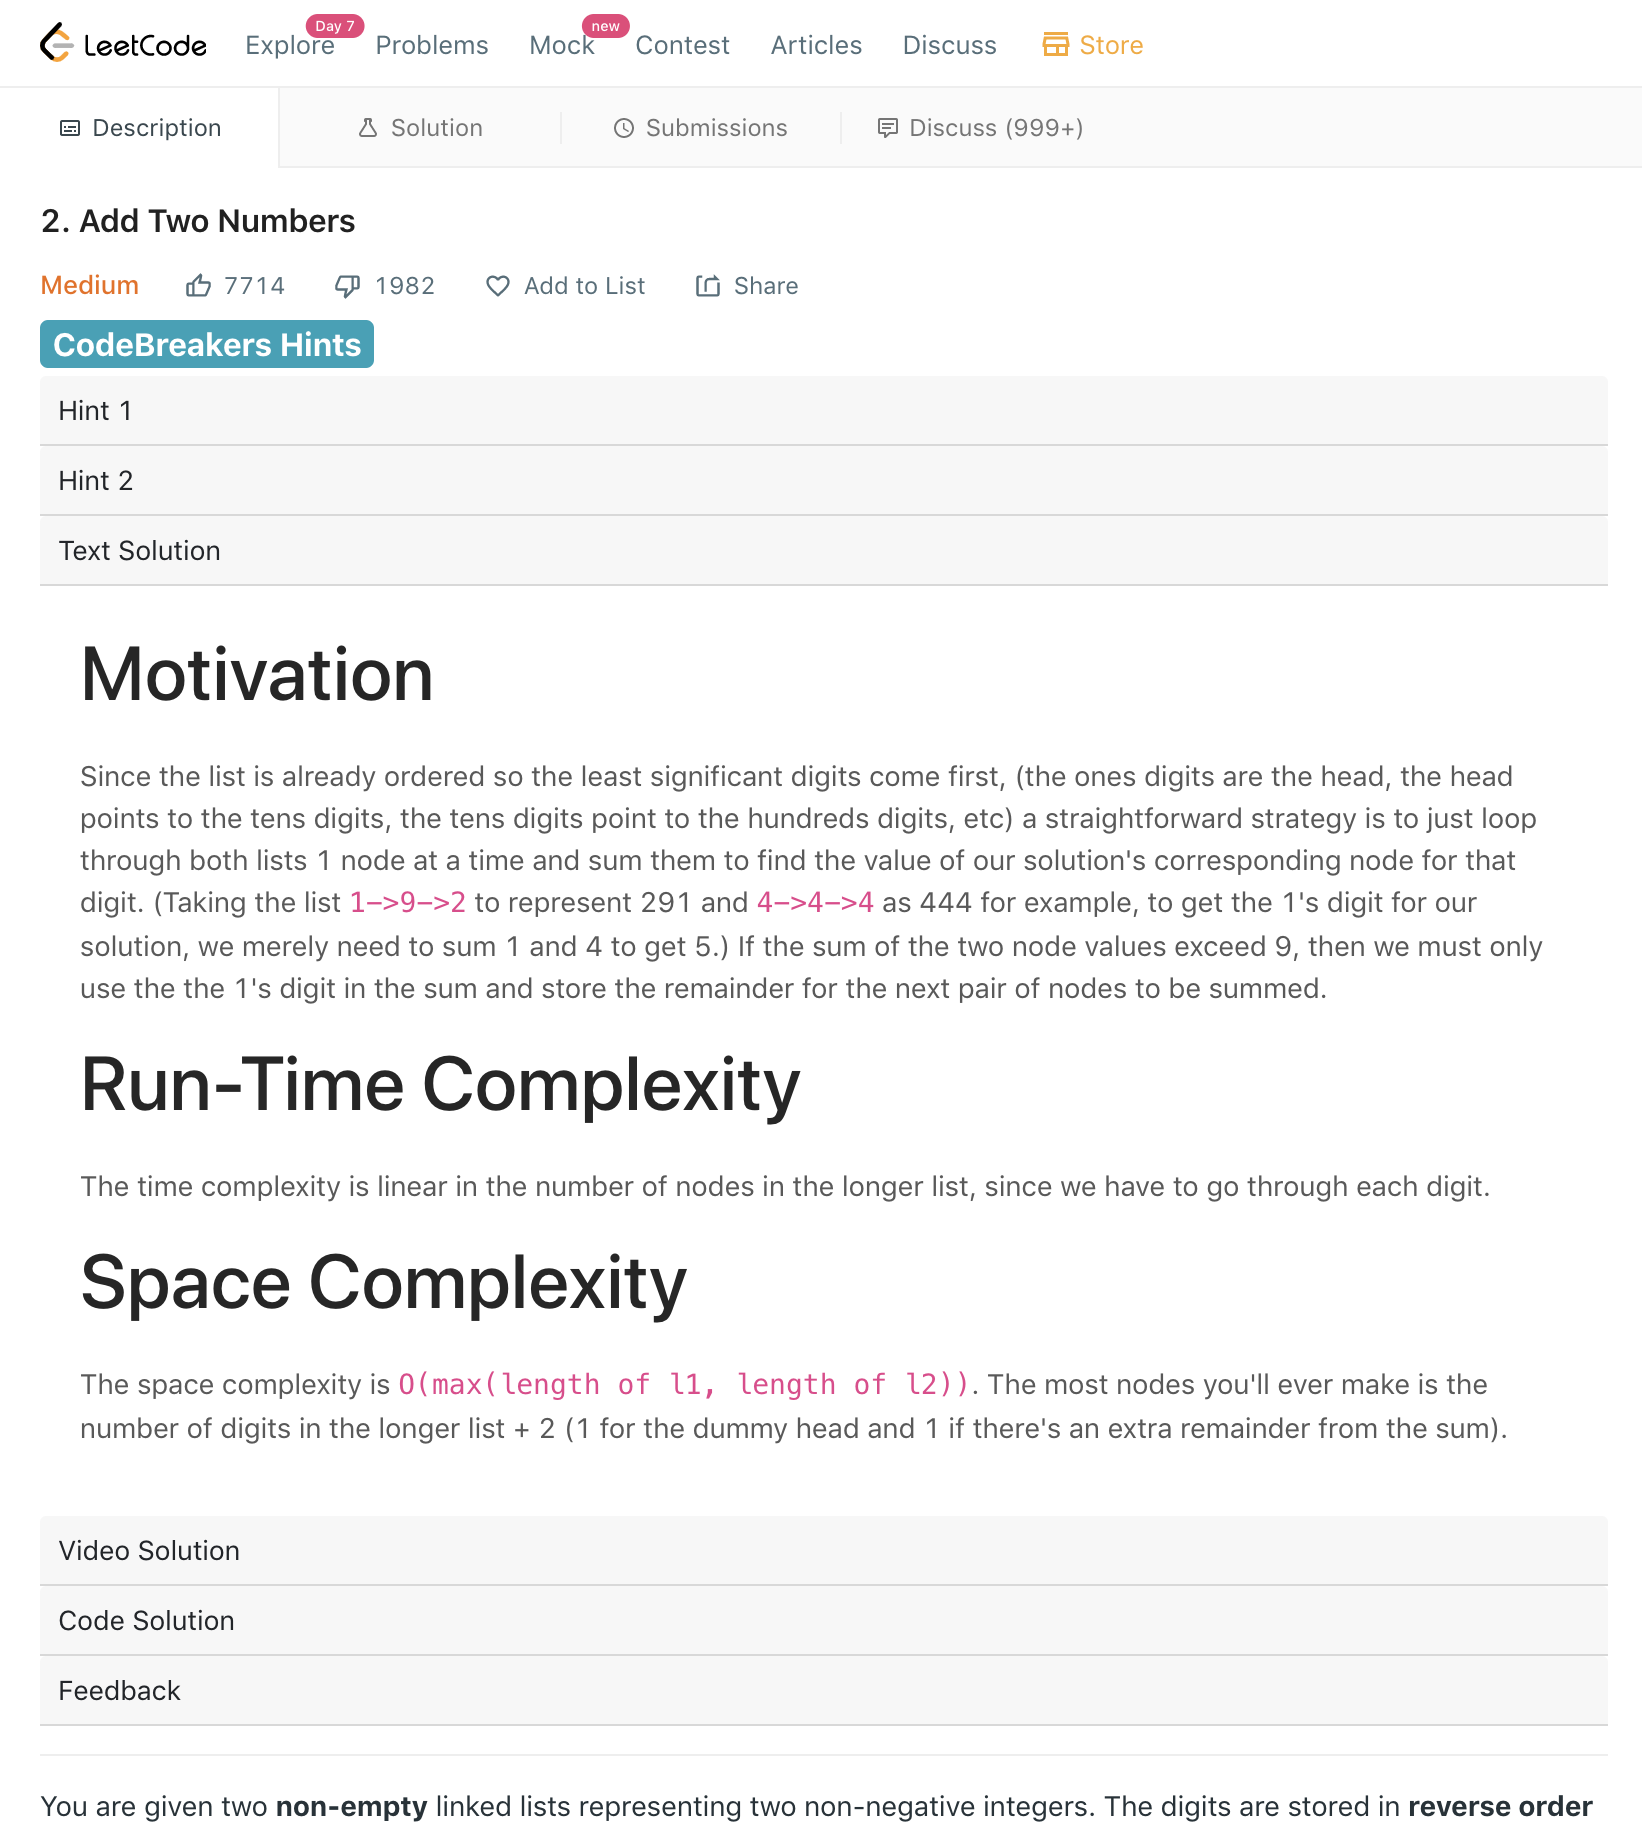 LeetCode Explore Day 7 Problems Mock new Contest Articles Discuss Store
Description Solution Submissions Discuss (999+)
2. Add Two Numbers
Medium 7714 1982 Add to List Share
CodeBreakers Hints
Hint 1
Hint 2
Text Solution
Motivation
Since the list is already ordered so the least significant digits come first, (the ones digits are the head, the head
points to the tens digits, the tens digits point to the hundreds digits, etc) a straightforward strategy is to just loop
through both lists 1 node at a time and sum them to find the value of our solution's corresponding node for that
digit. (Taking the list 1->9->2 to represent 291 and 4->4->4 as 444 for example, to get the 1's digit for our
solution, we merely need to sum 1 and 4 to get 5.) If the sum of the two node values exceed 9, then we must only
use the the 1's digit in the sum and store the remainder for the next pair of nodes to be summed.
Run-Time Complexity
The time complexity is linear in the number of nodes in the longer list, since we have to go through each digit.
Space Complexity
The space complexity is O(max(length of l1, length of l2)). The most nodes you'll ever make is the
number of digits in the longer list + 2 (1 for the dummy head and 1 if there's an extra remainder from the sum).
Video Solution
Code Solution
Feedback
You are given two non-empty linked lists representing two non-negative integers. The digits are stored in reverse order